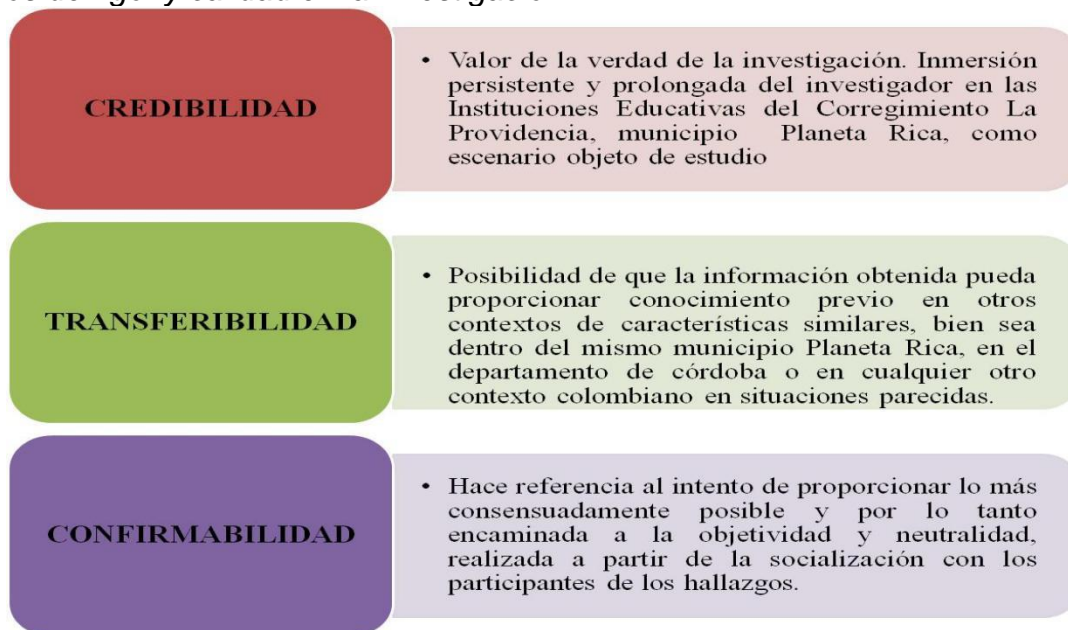 CREDIBILIDAD
• Valor de la verdad de la investigación. Inmersión
persistente y prolongada del investigador en las
Instituciones Educativas del Corregimiento La
Providencia, municipio Planeta Rica, como
escenario objeto de estudio
TRANSFERIBILIDAD
• Posibilidad de que la información obtenida pueda
proporcionar conocimiento previo en otros
contextos de características similares, bien sea
dentro del mismo municipio Planeta Rica, en el
departamento de córdoba o en cualquier otro
contexto colombiano en situaciones parecidas.
CONFIRMABILIDAD
• Hace referencia al intento de proporcionar lo más
consensuadamente posible y por lo tanto
encaminada a la objetividad y neutralidad,
realizada a partir de la socialización con los
participantes de los hallazgos.